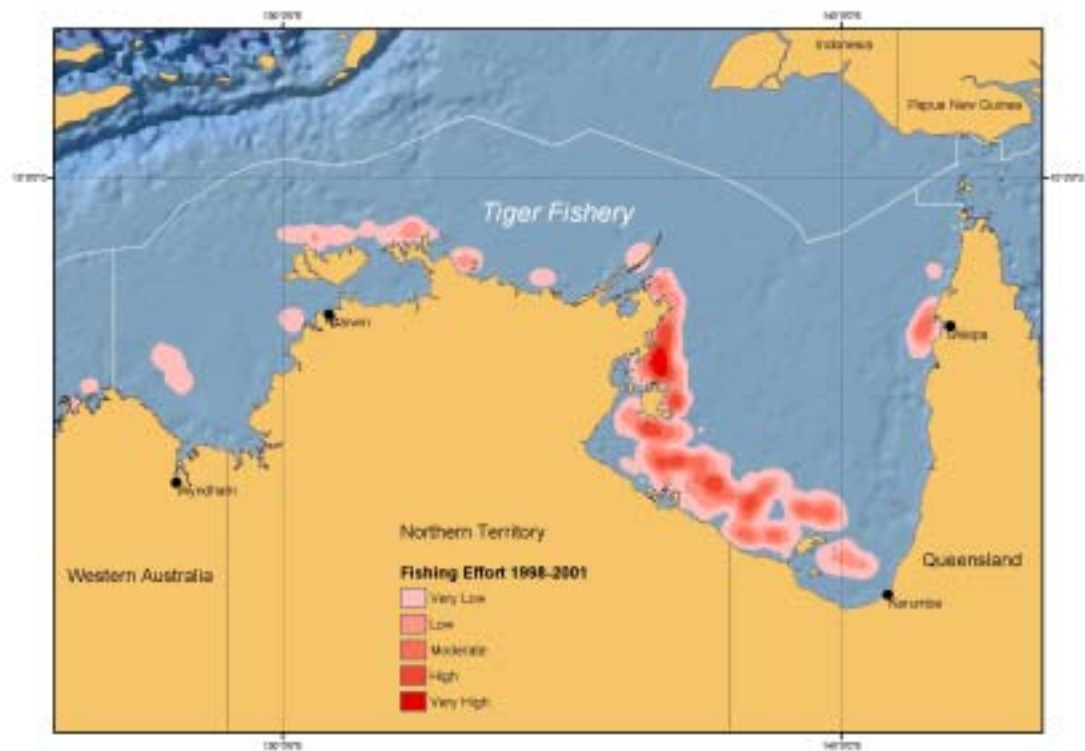 Indonesia
Papua New Guinea
Tiger Fishery
Darwin
Weipa
Wyndham
Northern Territory
Western Australia
Queensland
Fishing Effort 1998-2001
Karumba
Very Low
Low
Moderate
High
Very High